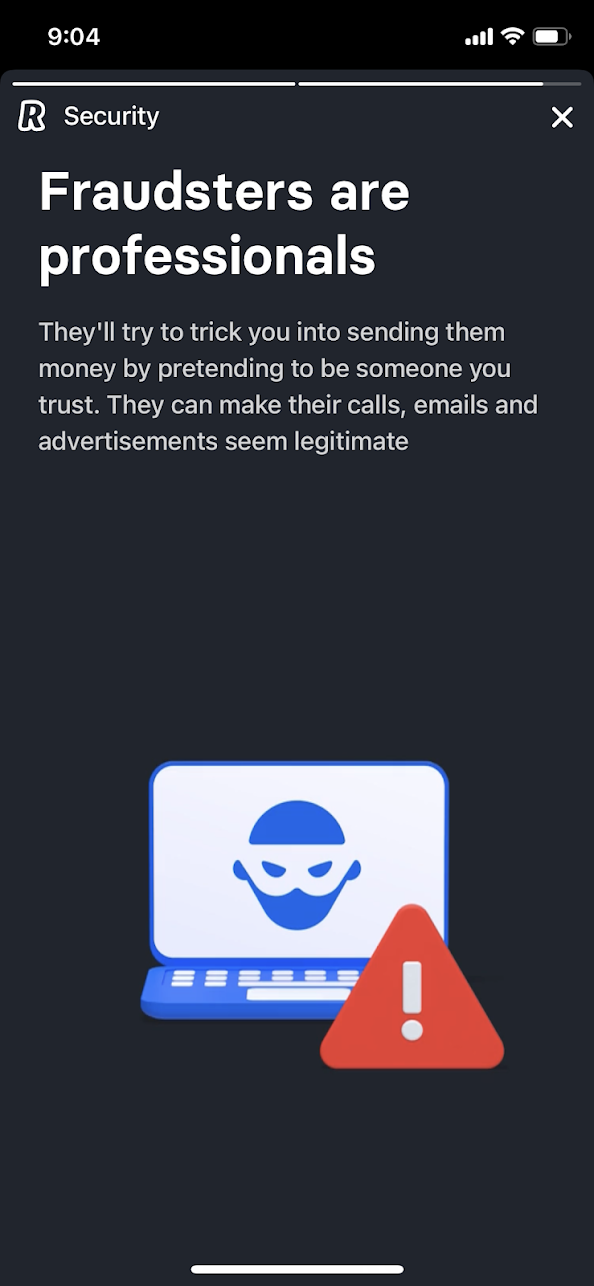 9:04
R Security
Fraudsters are
professionals
They'll try to trick you into sending them
money by pretending to be someone you
trust. They can make their calls, emails and
advertisements seem legitimate